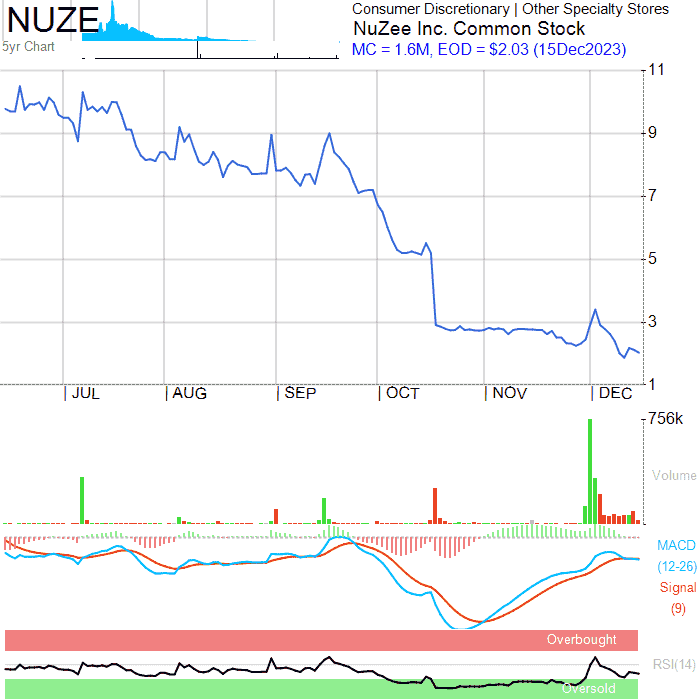 NUZE
Consumer Discretionary | Other Specialty Stores
NuZee Inc. Common Stock
5yr Chart
MC = 1.6M, EOD = $2.03 (15Dec2023)
11
9
7
5
3
1
| JUL | AUG | SEP | OCT | NOV | DEC
756k
Volume
MACD
(12-26)
Signal
(9)
Overbought
RSI(14)
Oversold